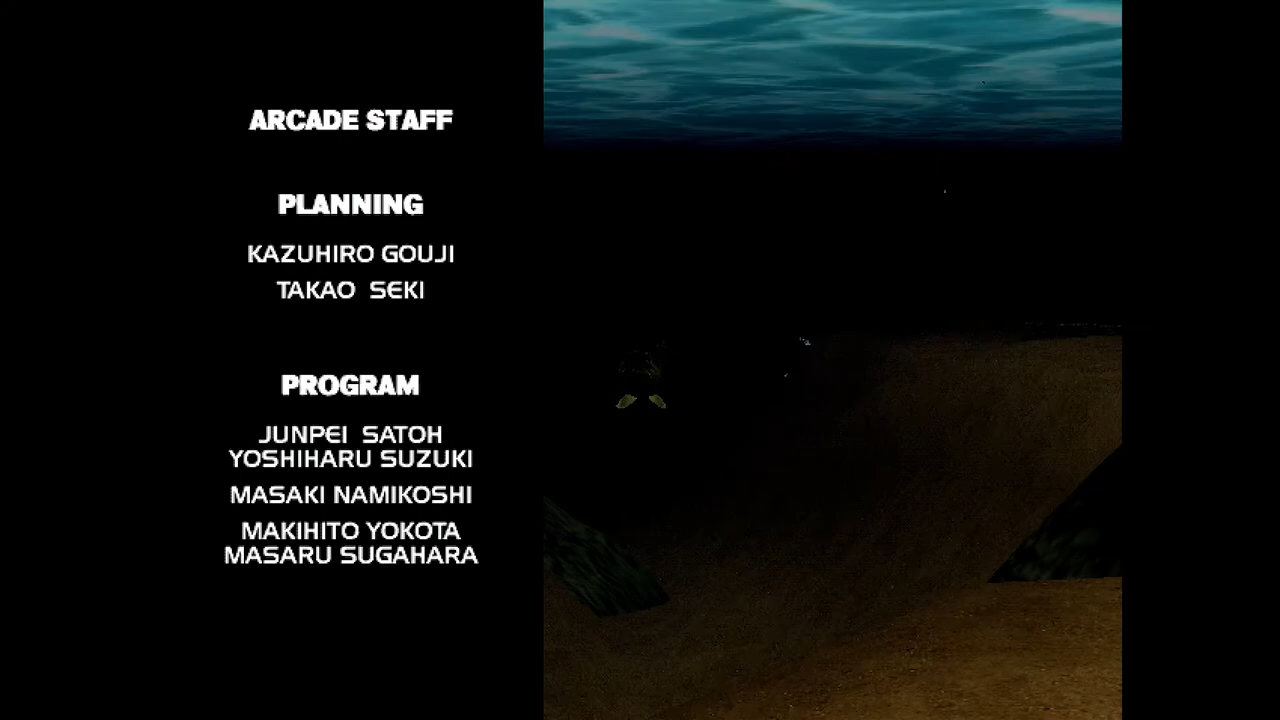 ARCADE STAFF
PLANNING
KAZUHIRO GOUJI
TAKAO SEKI
PROGRAM
JUNPEI SATOH
YOSHIHARU SUZUKI
MASAKI NAMIKOSHI
MAKIHITO YOKOTA
MASARU SUGAHARA